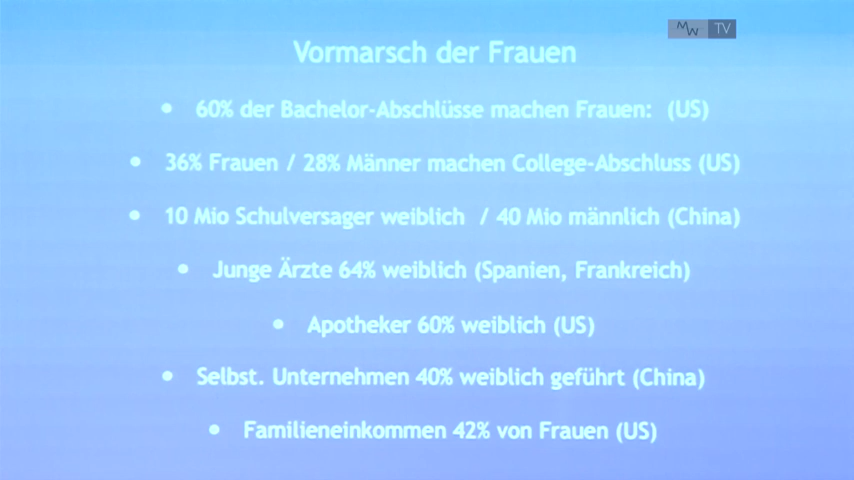 MW TV
Vormarsch der Frauen
• 60% der Bachelor-Abschlüsse machen Frauen: (US)
• 36% Frauen / 28% Männer machen College-Abschluss (US)
• 10 Mio Schulversager weiblich / 40 Mio männlich (China)
• Junge Ärzte 64% weiblich (Spanien, Frankreich)
• Apotheker 60% weiblich (US)
• Selbst. Unternehmen 40% weiblich geführt (China)
• Familieneinkommen 42% von Frauen (US)